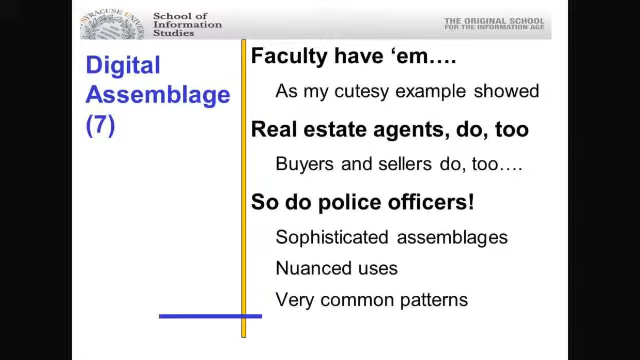 SYRACUSE UNIVERSITY
School of
Information
Studies
THE ORIGINAL SCHOOL
FOR THE INFORMATION AGE
Digital
Assemblage
(7)
Faculty have ‘em….
As my cutesy example showed
Real estate agents, do, too
Buyers and sellers do, too….
So do police officers!
Sophisticated assemblages
Nuanced uses
Very common patterns